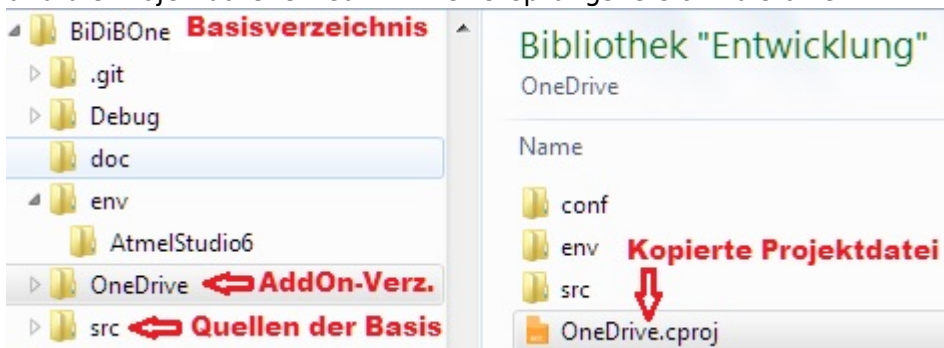 BiDiBOne Basisverzeichnis
.git
Debug
doc
env
AtmelStudio6
OneDrive AddOn-Verz.
src Quellen der Basis
Bibliothek "Entwicklung"
OneDrive
Name
conf
env
Kopierte Projektdatei
src
OneDrive.cproj